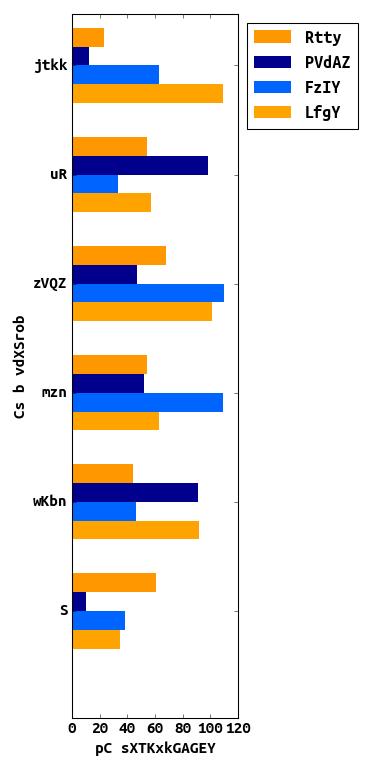 Rtty
PVdAZ
FzIY
LfgY
jtkk
uR
zVQZ
mzn
wKbn
S
Cs b vdXSrob
0 20 40 60 80 100 120
pC sXTKxkGAGEY